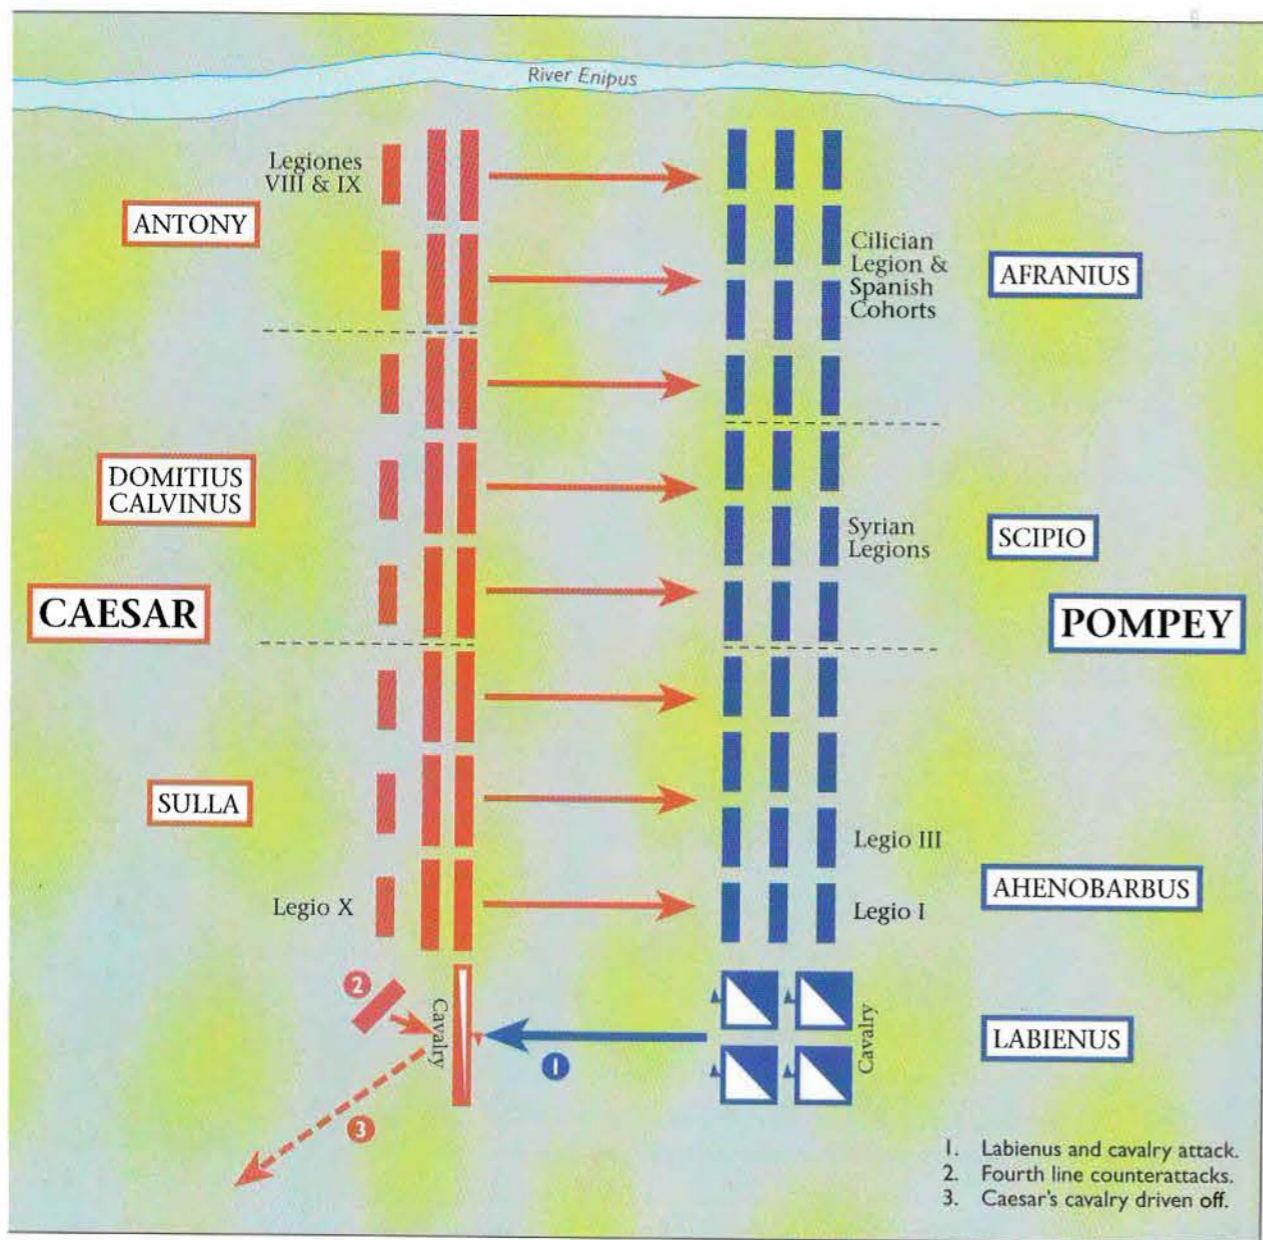 River Enipus
Legiones
VIII & IX
ANTONY
Cilician
Legion &
Spanish
Cohorts
AFRANIUS
DOMITIUS
CALVINUS
Syrian
Legions
SCIPIO
CAESAR
POMPEY
SULLA
Legio III
AHENOBARBUS
Legio X
Legio I
2
Cavalry
Cavalry
LABIENUS
1
3
1. Labienus and cavalry attack.
2. Fourth line counterattacks.
3. Caesar's cavalry driven off.